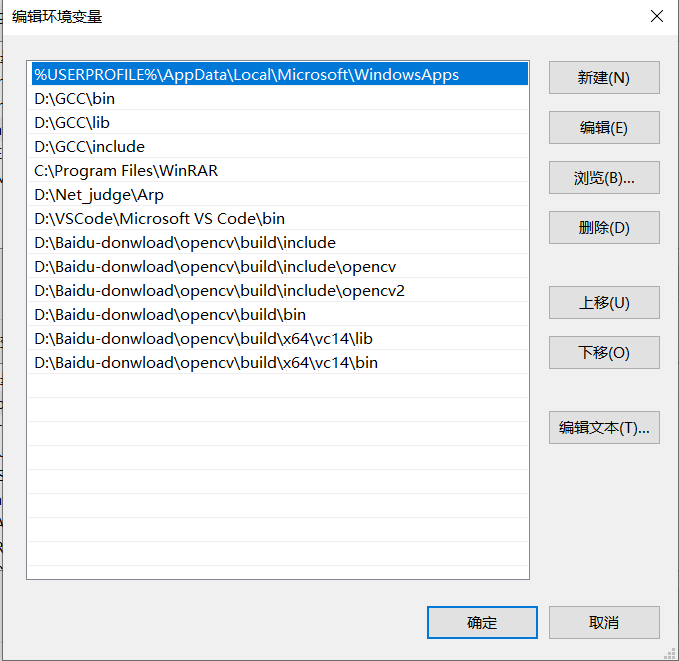 编辑环境变量
%USERPROFILE%\AppData\Local\Microsoft\WindowsApps
D:\GCC\bin
D:\GCC\lib
D:\GCC\include
C:\Program Files\WinRAR
D:\Net_judge\Arp
D:\VSCode\Microsoft VS Code\bin
D:\Baidu-donwload\opencv\build\include
D:\Baidu-donwload\opencv\build\include\opencv
D:\Baidu-donwload\opencv\build\include\opencv2
D:\Baidu-donwload\opencv\build\bin
D:\Baidu-donwload\opencv\build\x64\vc14\lib
D:\Baidu-donwload\opencv\build\x64\vc14\bin
新建(N)
编辑(E)
浏览(B)...
删除(D)
上移(U)
下移(O)
编辑文本(T)...
确定
取消